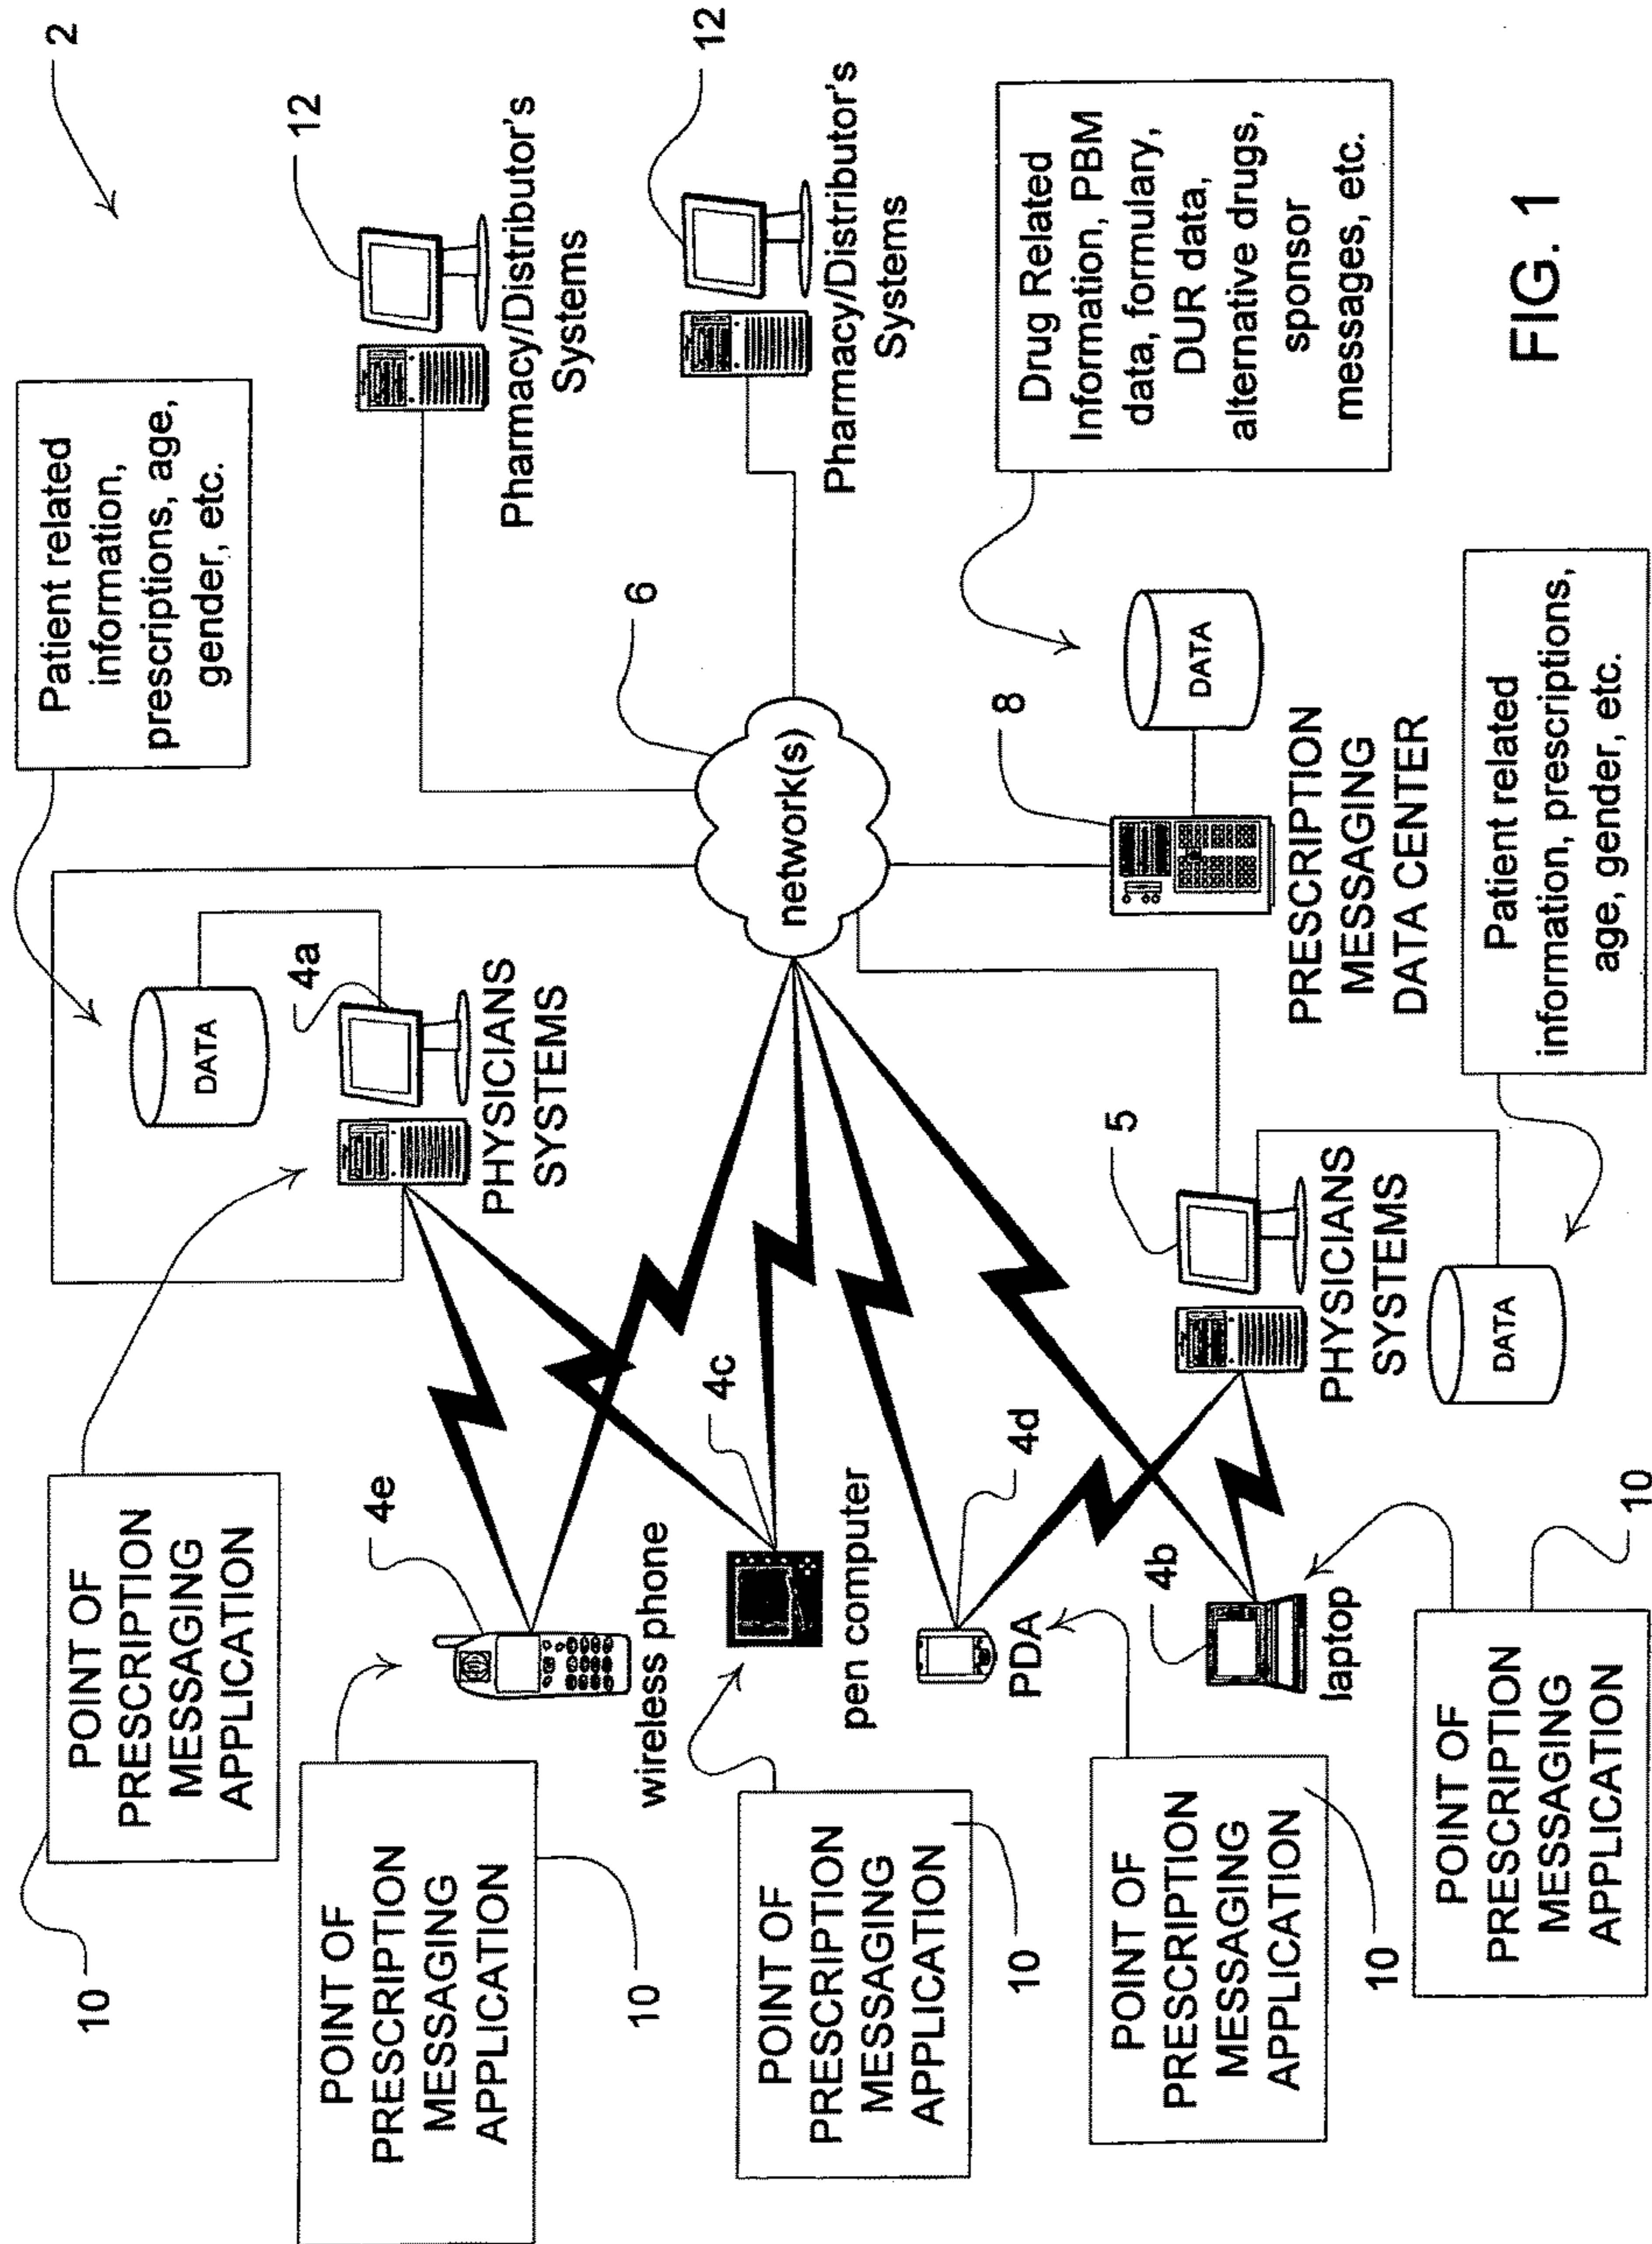 2
10
POINT OF
PRESCRIPTION
MESSAGING
APPLICATION
Patient related
information,
prescriptions, age,
gender, etc.
DATA
4a
PHYSICIANS
SYSTEMS
12
Pharmacy/Distributor's
Systems
POINT OF
PRESCRIPTION
MESSAGING
APPLICATION
10
4e
wireless phone
6
network(s)
12
Pharmacy/Distributor's
Systems
POINT OF
PRESCRIPTION
MESSAGING
APPLICATION
10
4c
pen computer
POINT OF
PRESCRIPTION
MESSAGING
APPLICATION
10
4d
PDA
5
PHYSICIANS
SYSTEMS
DATA
8
PRESCRIPTION
MESSAGING
DATA CENTER
DATA
Drug Related
Information, PBM
data, formulary,
DUR data,
alternative drugs,
sponsor
messages, etc.
4b
laptop
POINT OF
PRESCRIPTION
MESSAGING
APPLICATION
10
Patient related
information, prescriptions,
age, gender, etc.
FIG. 1